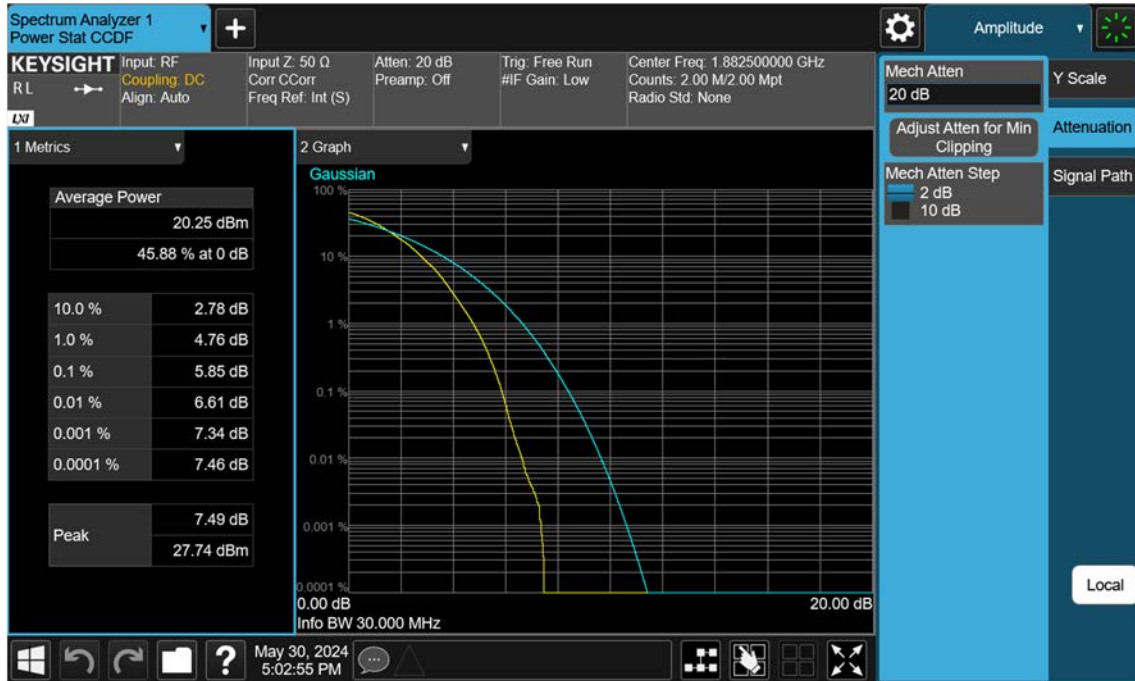 Spectrum Analyzer 1
Power Stat CCDF
+
Amplitude
KEYSIGHT
R L
LXI
Input: RF
Coupling: DC
Align: Auto
Input Z: 50 Ω
Corr CCorr
Freq Ref: Int (S)
Atten: 20 dB
Preamp: Off
Trig: Free Run
#IF Gain: Low
Center Freq: 1.882500000 GHz
Counts: 2.00 M/2.00 Mpt
Radio Std: None
1 Metrics
Average Power
20.25 dBm
45.88 % at 0 dB
10.0 % 2.78 dB
1.0 % 4.76 dB
0.1 % 5.85 dB
0.01 % 6.61 dB
0.001 % 7.34 dB
0.0001 % 7.46 dB
Peak
7.49 dB
27.74 dBm
2 Graph
Gaussian
100 %
10 %
1 %
0.1 %
0.01 %
0.001 %
0.0001 %
0.00 dB 20.00 dB
Info BW 30.000 MHz
Mech Atten
20 dB
Adjust Atten for Min
Clipping
Mech Atten Step
2 dB
10 dB
Y Scale
Attenuation
Signal Path
Local
?
May 30, 2024
5:02:55 PM